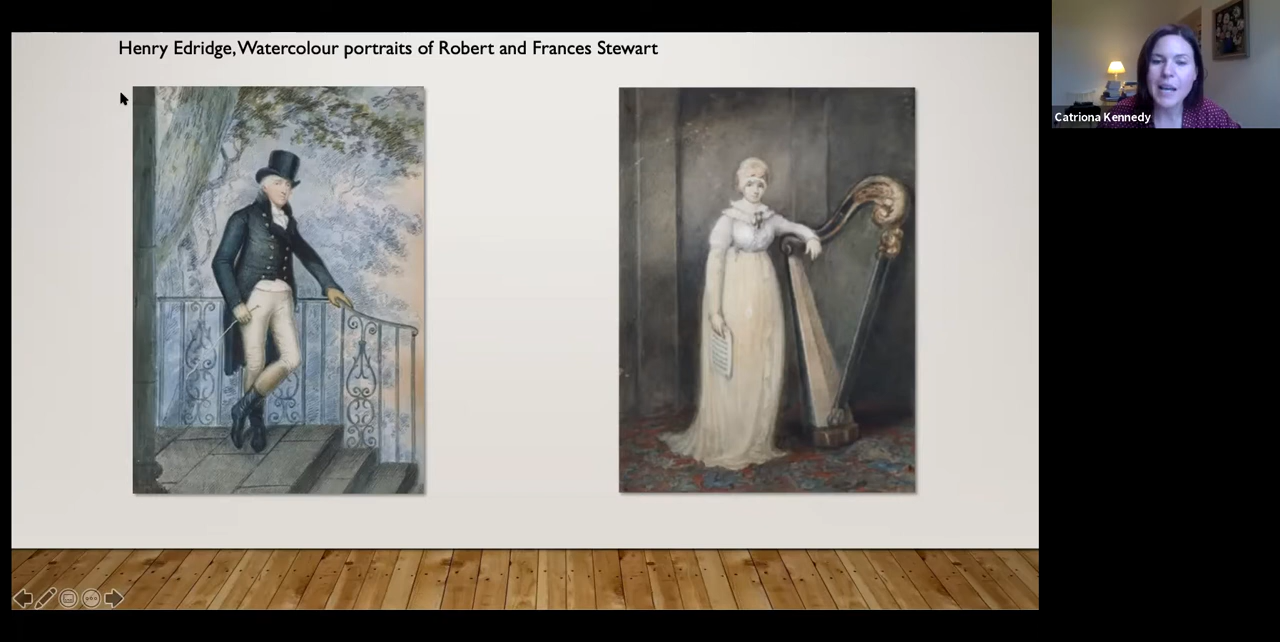 Henry Edridge, Watercolour portraits of Robert and Frances Stewart
Catriona Kennedy